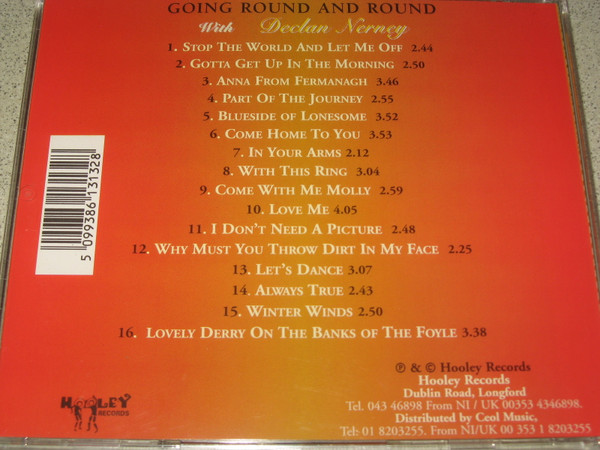 GOING ROUND AND ROUND
With Declan Nerney
1. STOP THE WORLD AND LET ME OFF 2.44
2. GOTTA GET UP IN THE MORNING 2.50
3. ANNA FROM FERMANAGH 3.46
4. PART OF THE JOURNEY 2.55
5. BLUESIDE OF LONESOME 3.52
6. COME HOME TO YOU 3.53
7. IN YOUR ARMS 2.12
8. WITH THIS RING 3.04
9. COME WITH ME MOLLY 2.59
10. LOVE ME 4.05
11. I DON'T NEED A PICTURE 2.48
12. WHY MUST YOU THROW DIRT IN MY FACE 2.25
13. LET'S DANCE 3.07
14. ALWAYS TRUE 2.43
15. WINTER WINDS 2.50
16. LOVELY DERRY ON THE BANKS OF THE FOYLE 3.38
5 099386 131328
HOOLEY
RECORDS
℗ & © Hooley Records
Hooley Records
Dublin Road, Longford
Tel. 043 46898 From NI / UK 00353 4346898.
Distributed by Ceol Music,
Tel: 01 8203255. From NI/UK 00 353 1 8203255